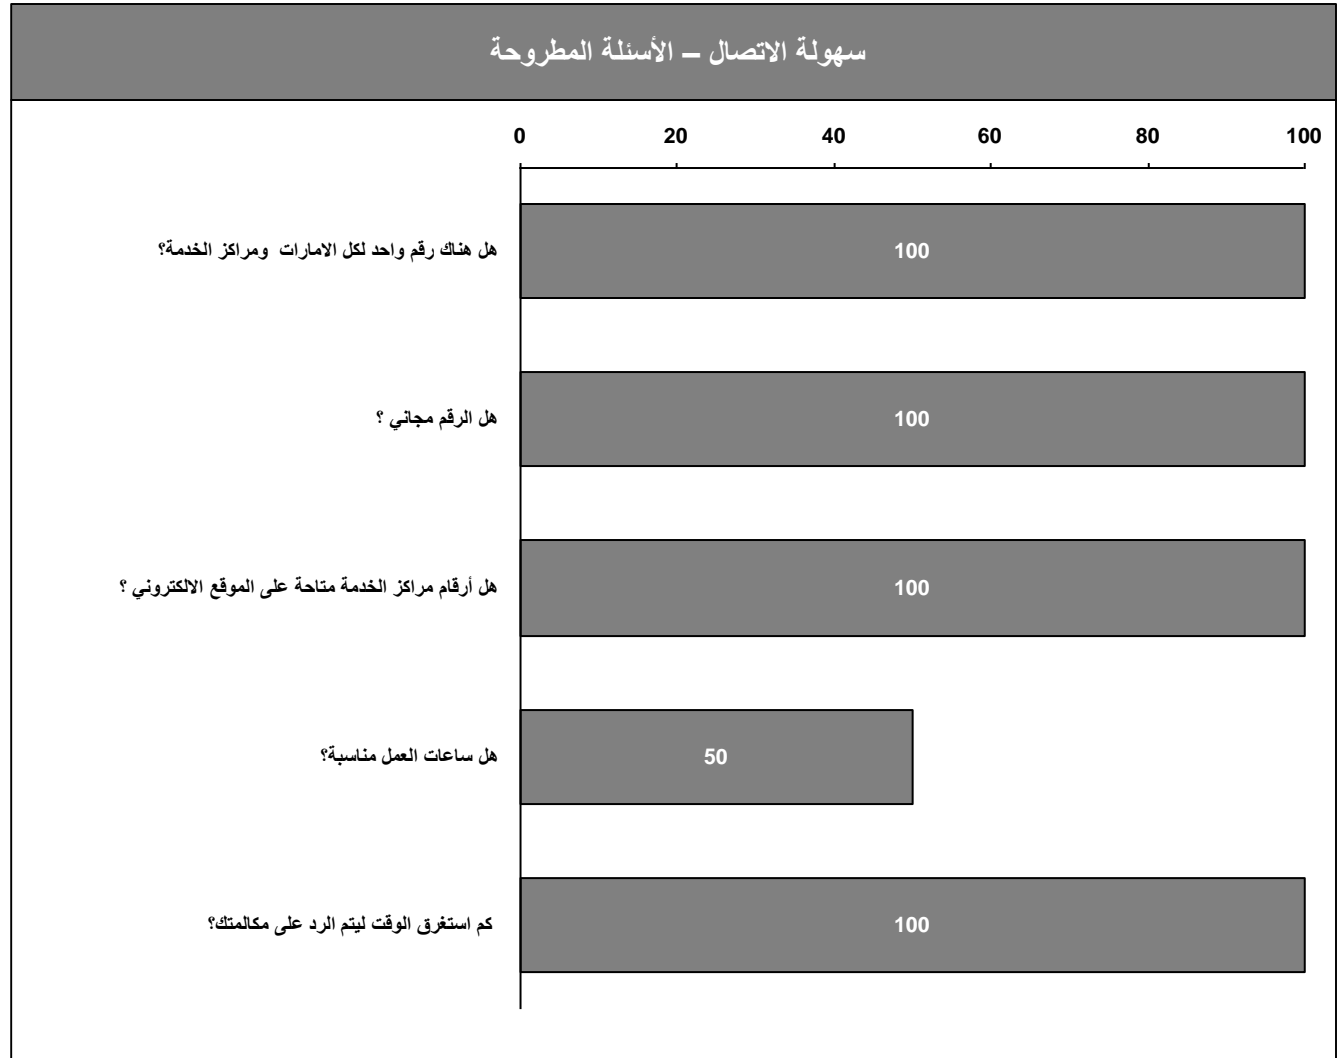 سهولة الاتصال – الأسئلة المطروحة
0 20 40 60 80 100
هل هناك رقم واحد لكل الامارات ومراكز الخدمة؟ 100
هل الرقم مجاني ؟ 100
هل أرقام مراكز الخدمة متاحة على الموقع الالكتروني ؟ 100
هل ساعات العمل مناسبة؟ 50
كم استغرق الوقت ليتم الرد على مكالمتك؟ 100